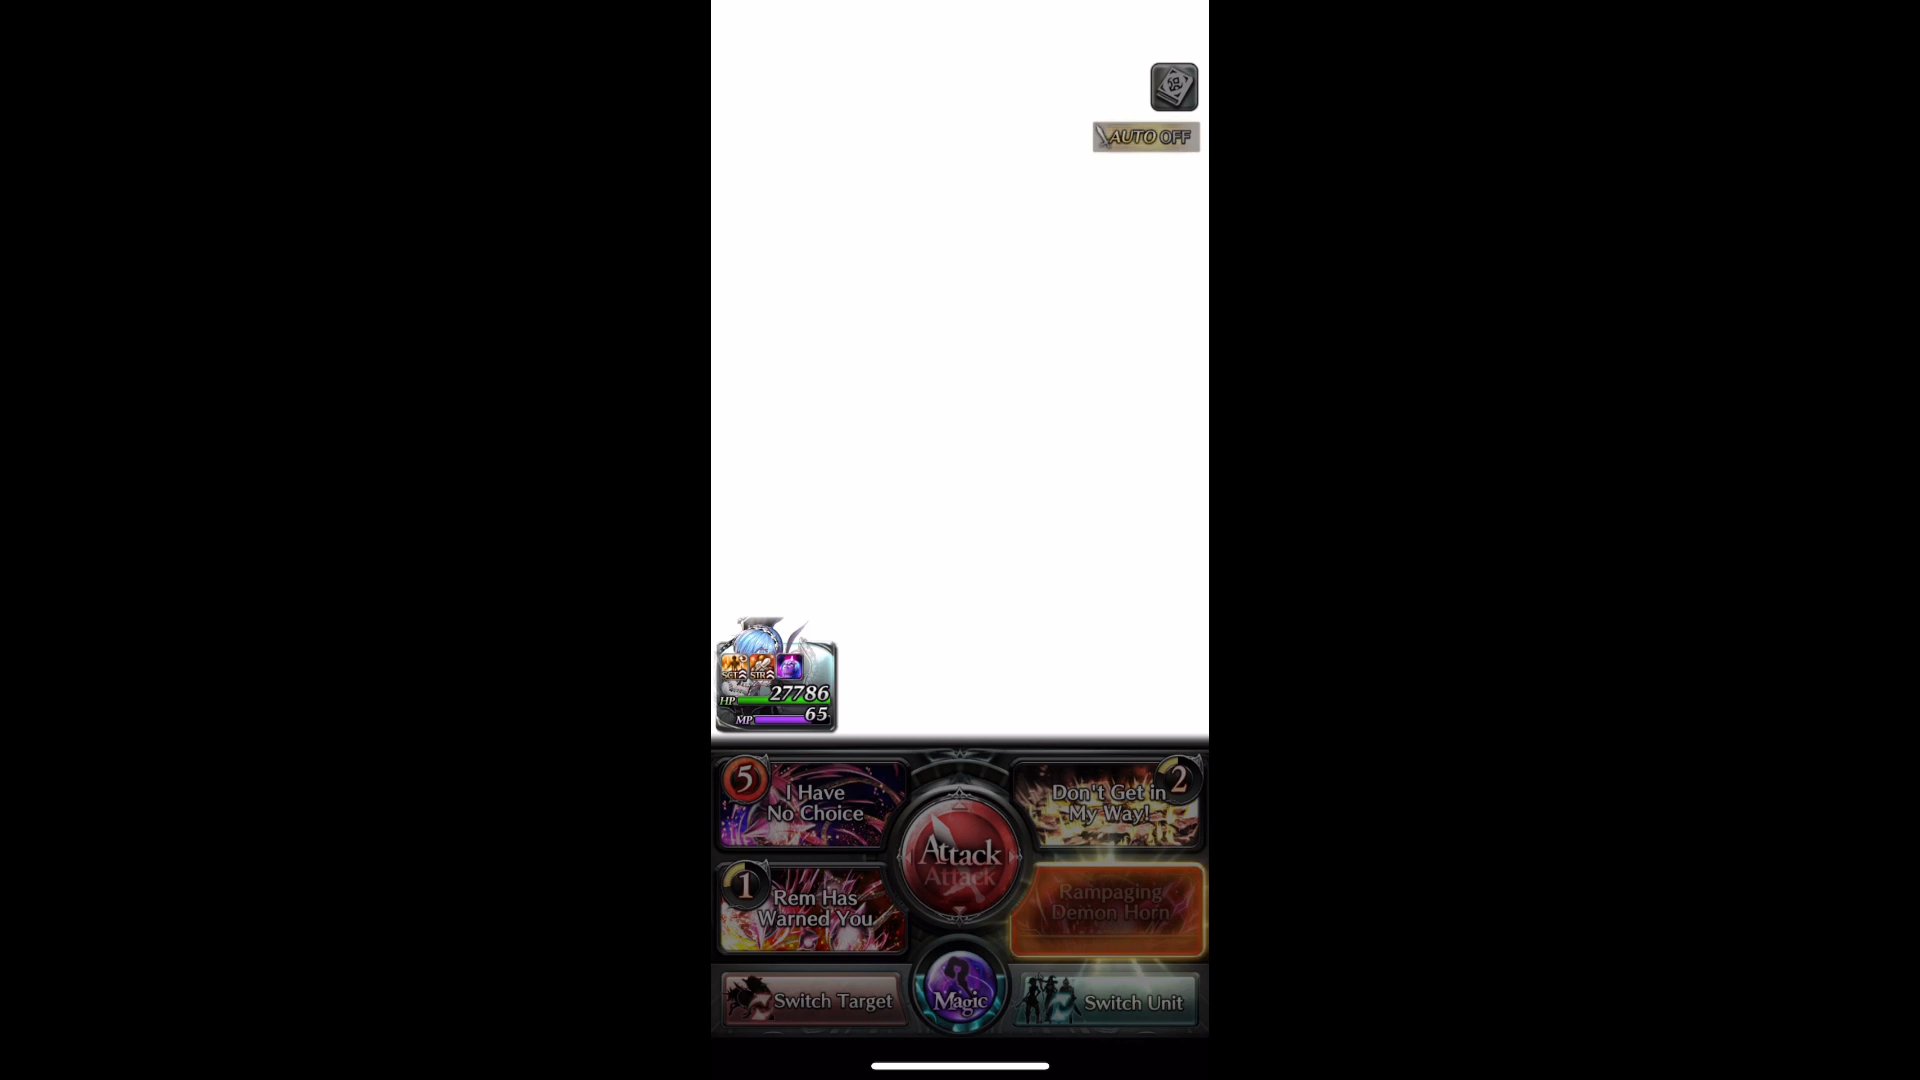 AUTO OFF
SCT STR
27786
HP
65
MP
5
I Have
No Choice
2
Don't Get in
My Way!
Attack
Attack
1
Rem Has
Warned You
Rampaging
Demon Horn
Switch Target
Magic
Switch Unit